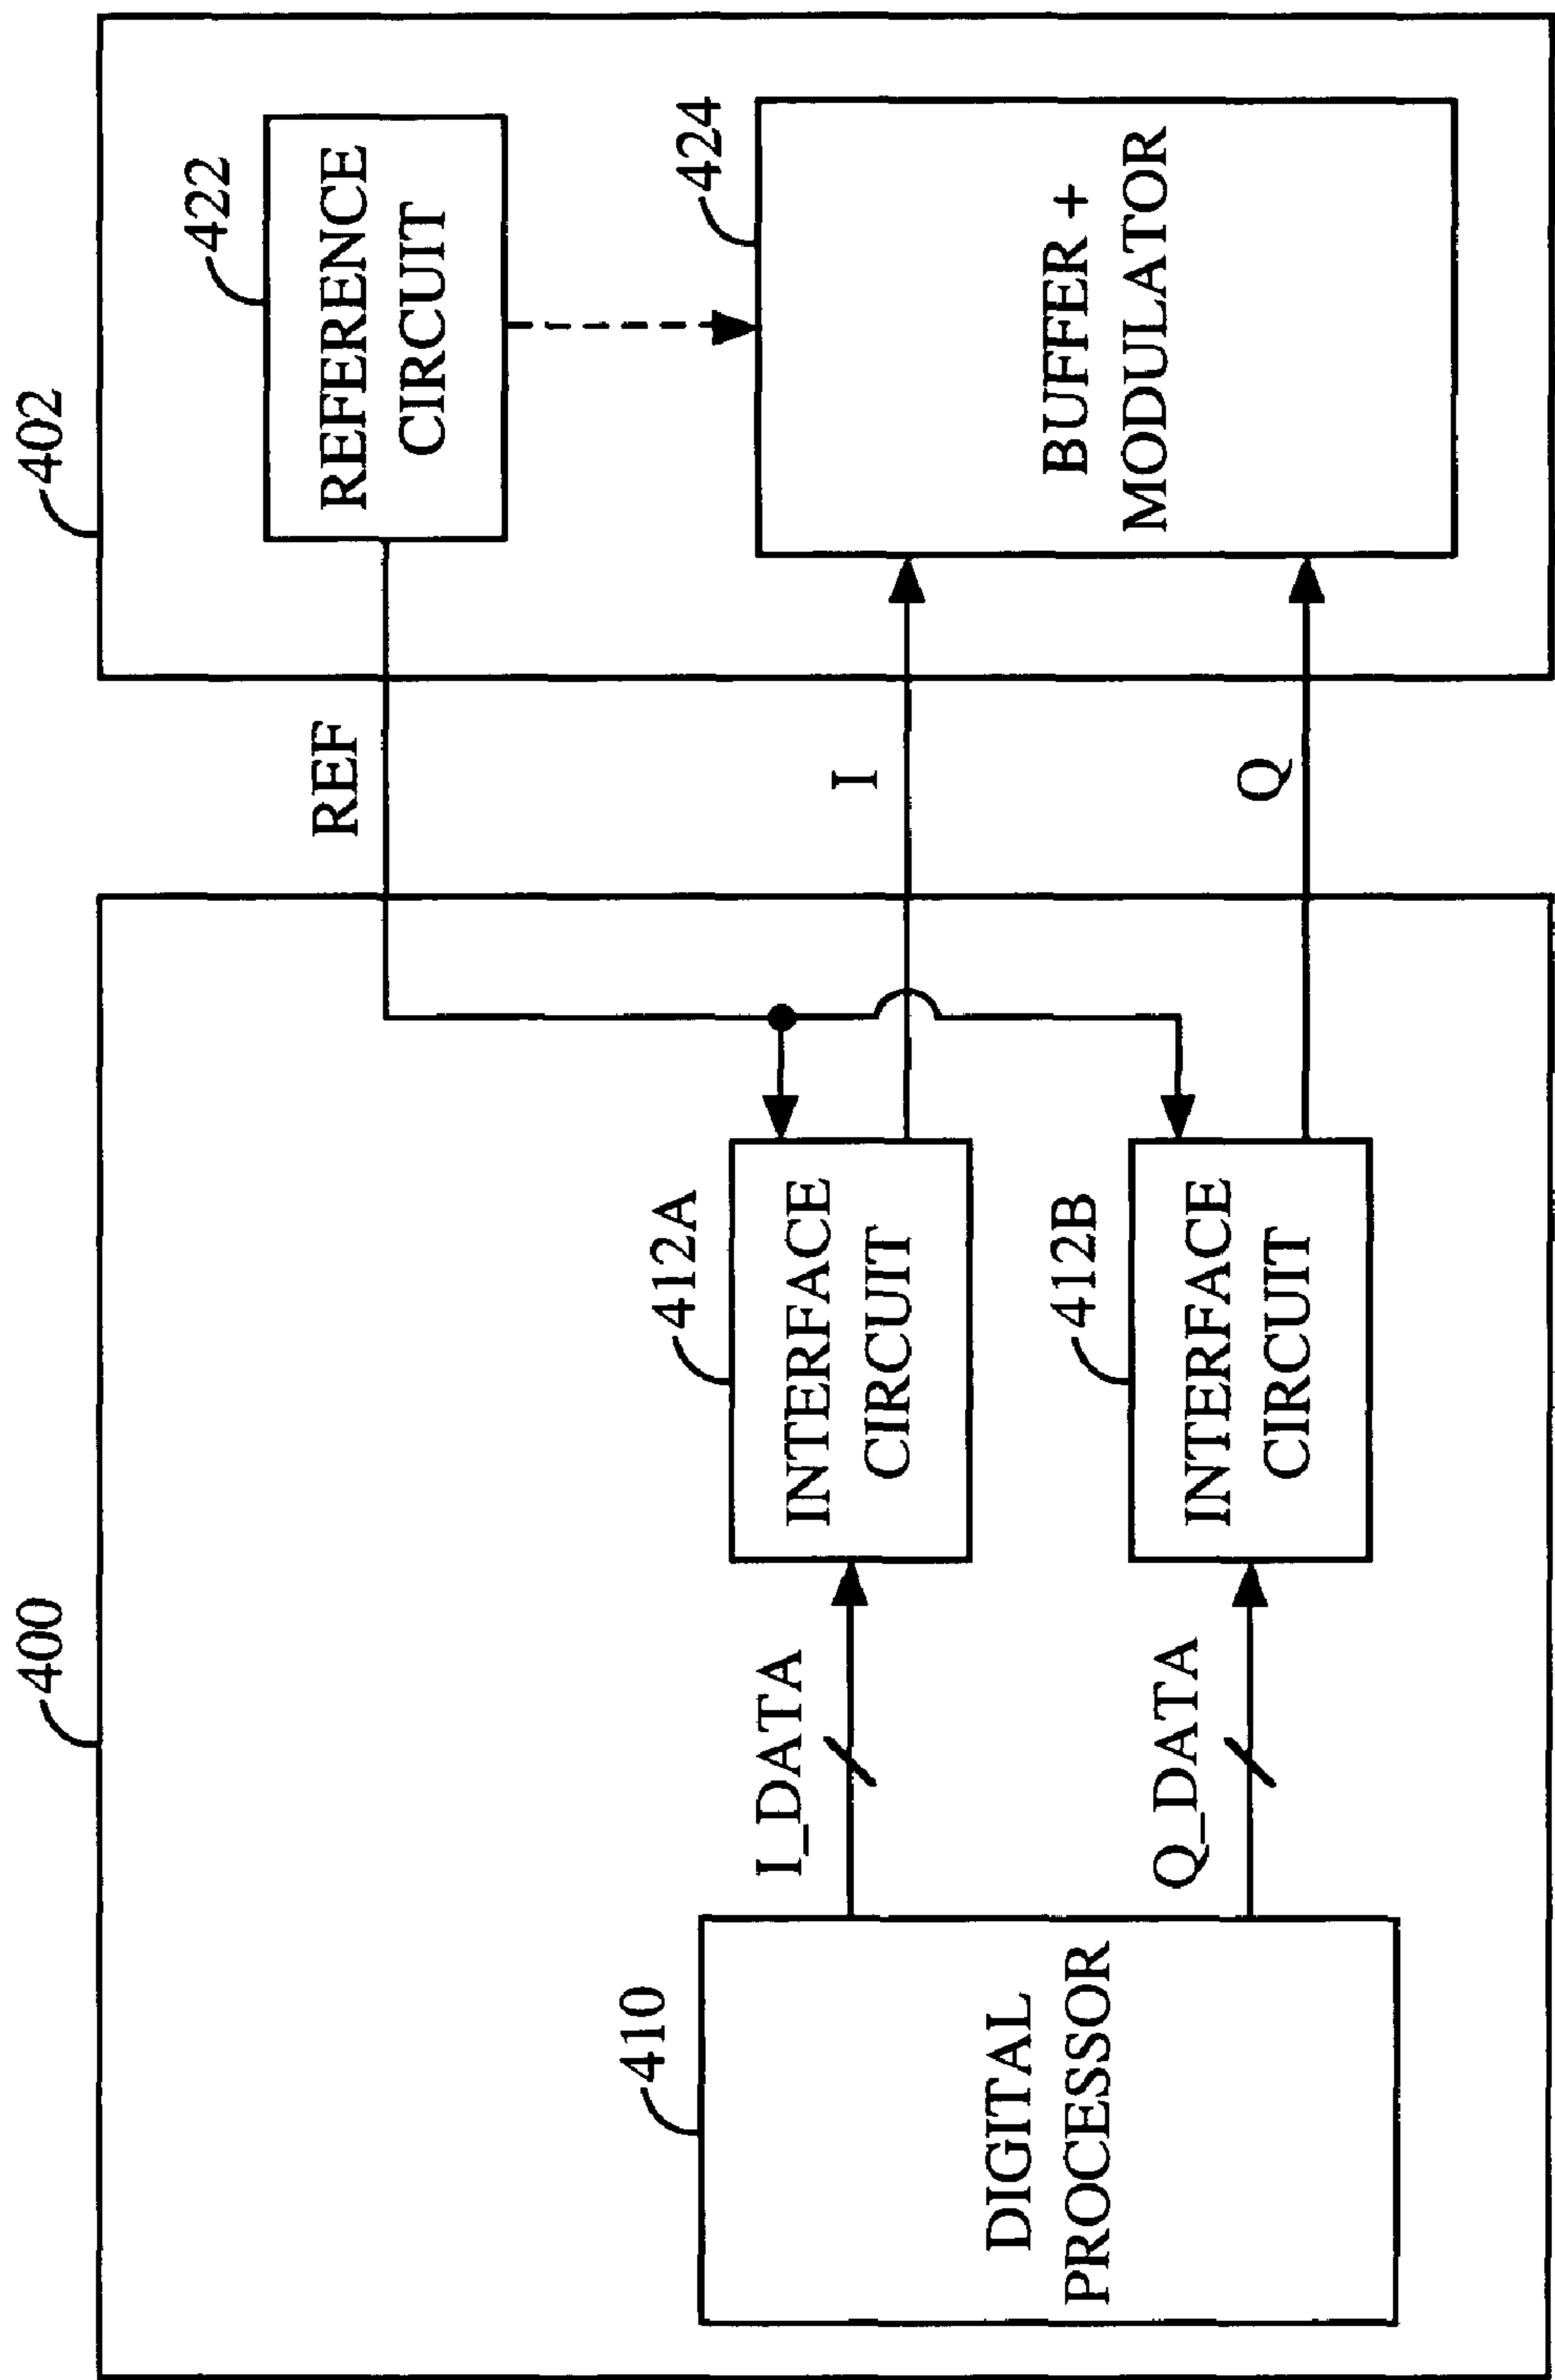 400
402
410
DIGITAL
PROCESSOR
I_DATA
Q_DATA
412A
INTERFACE
CIRCUIT
412B
INTERFACE
CIRCUIT
REF
I
Q
422
REFERENCE
CIRCUIT
424
BUFFER +
MODULATOR